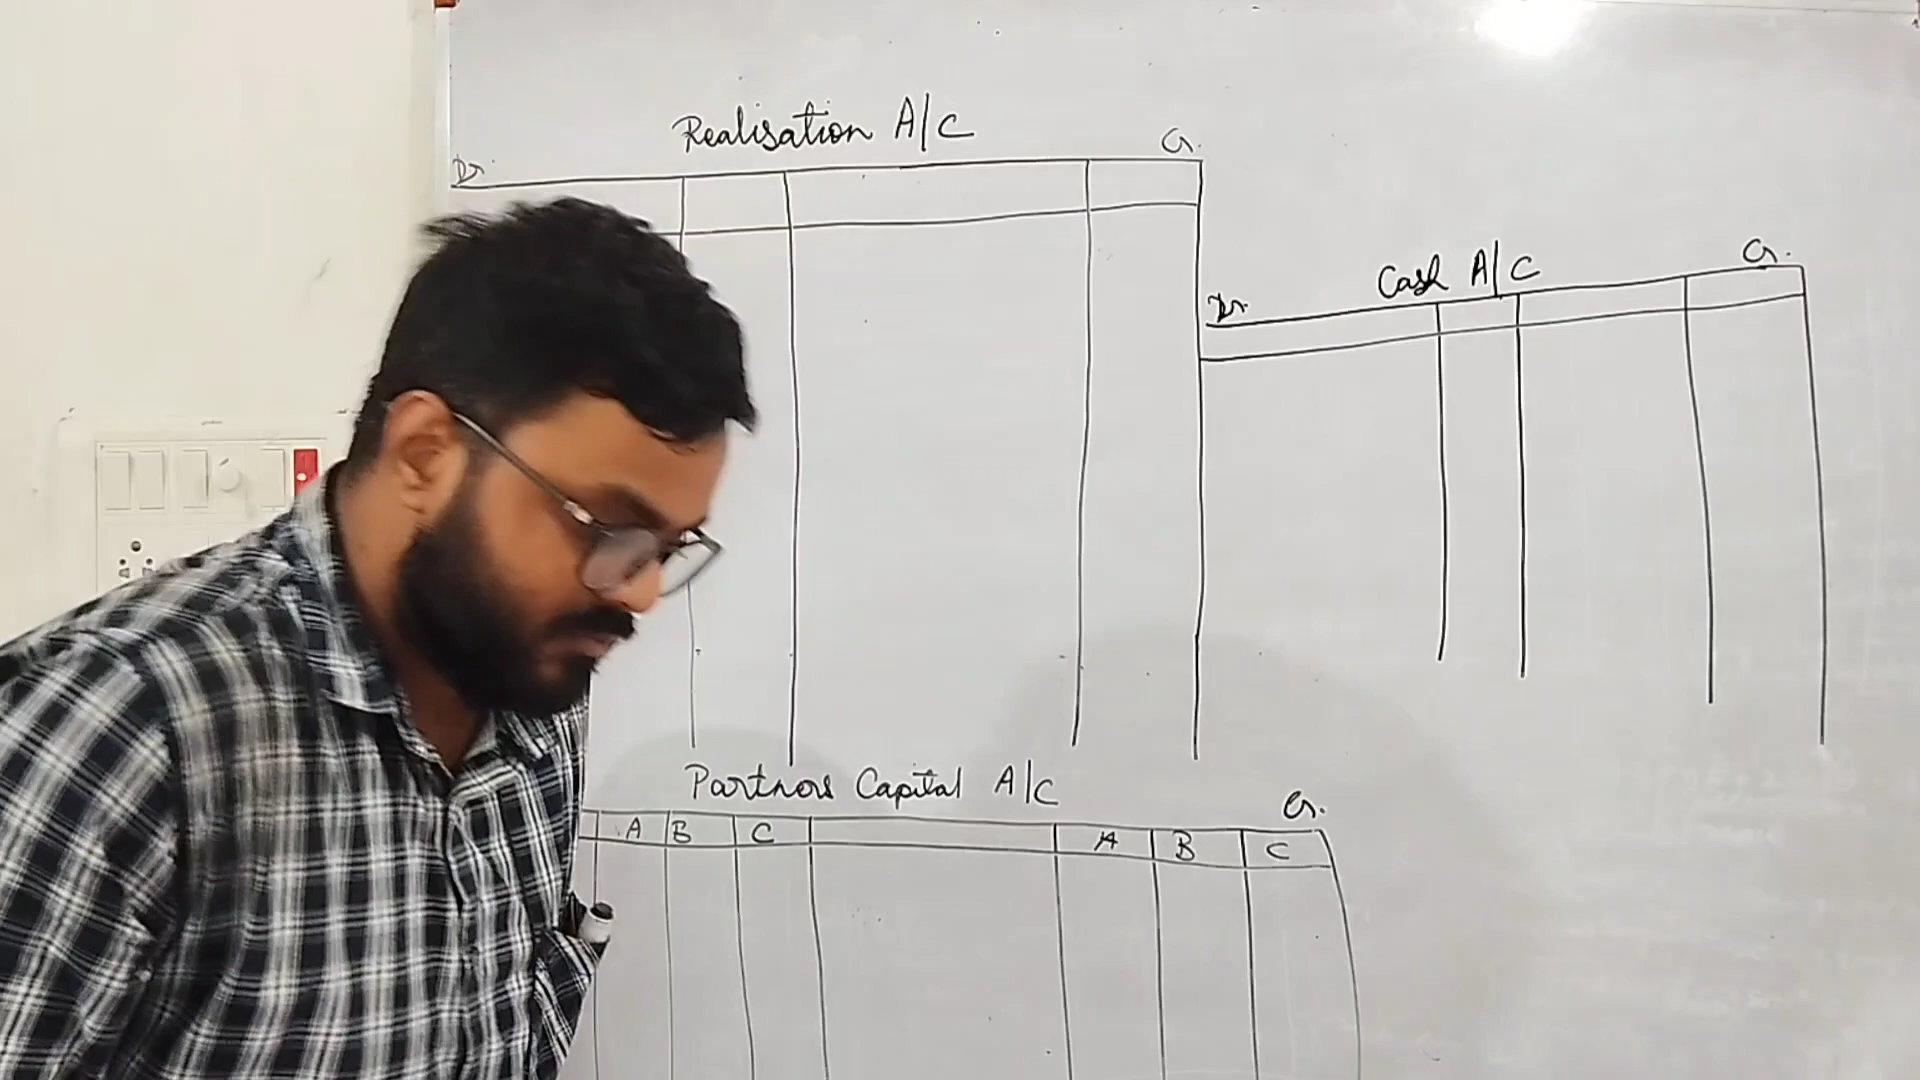 Realisation A/C
Dr. Cr.
Cash A/C
Dr. Cr.
Partners Capital A/C
Cr.
A B C A B C